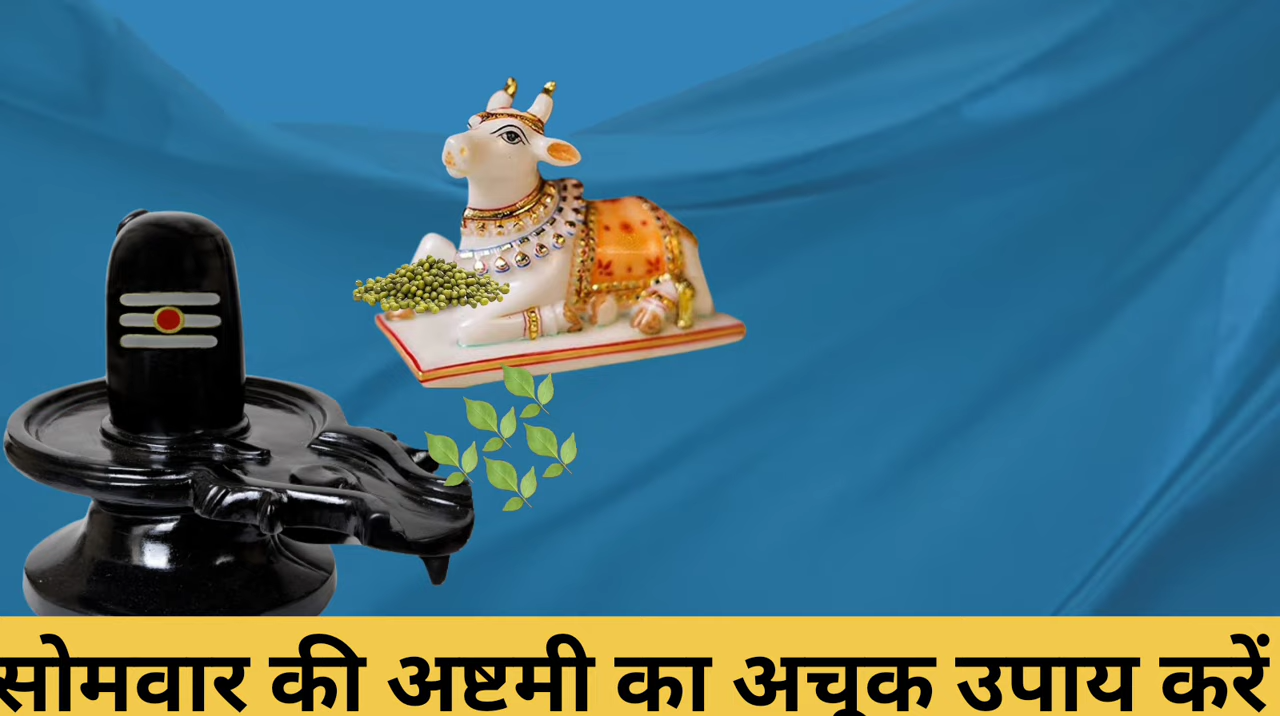 सोमवार की अष्टमी का अचूक उपाय करें